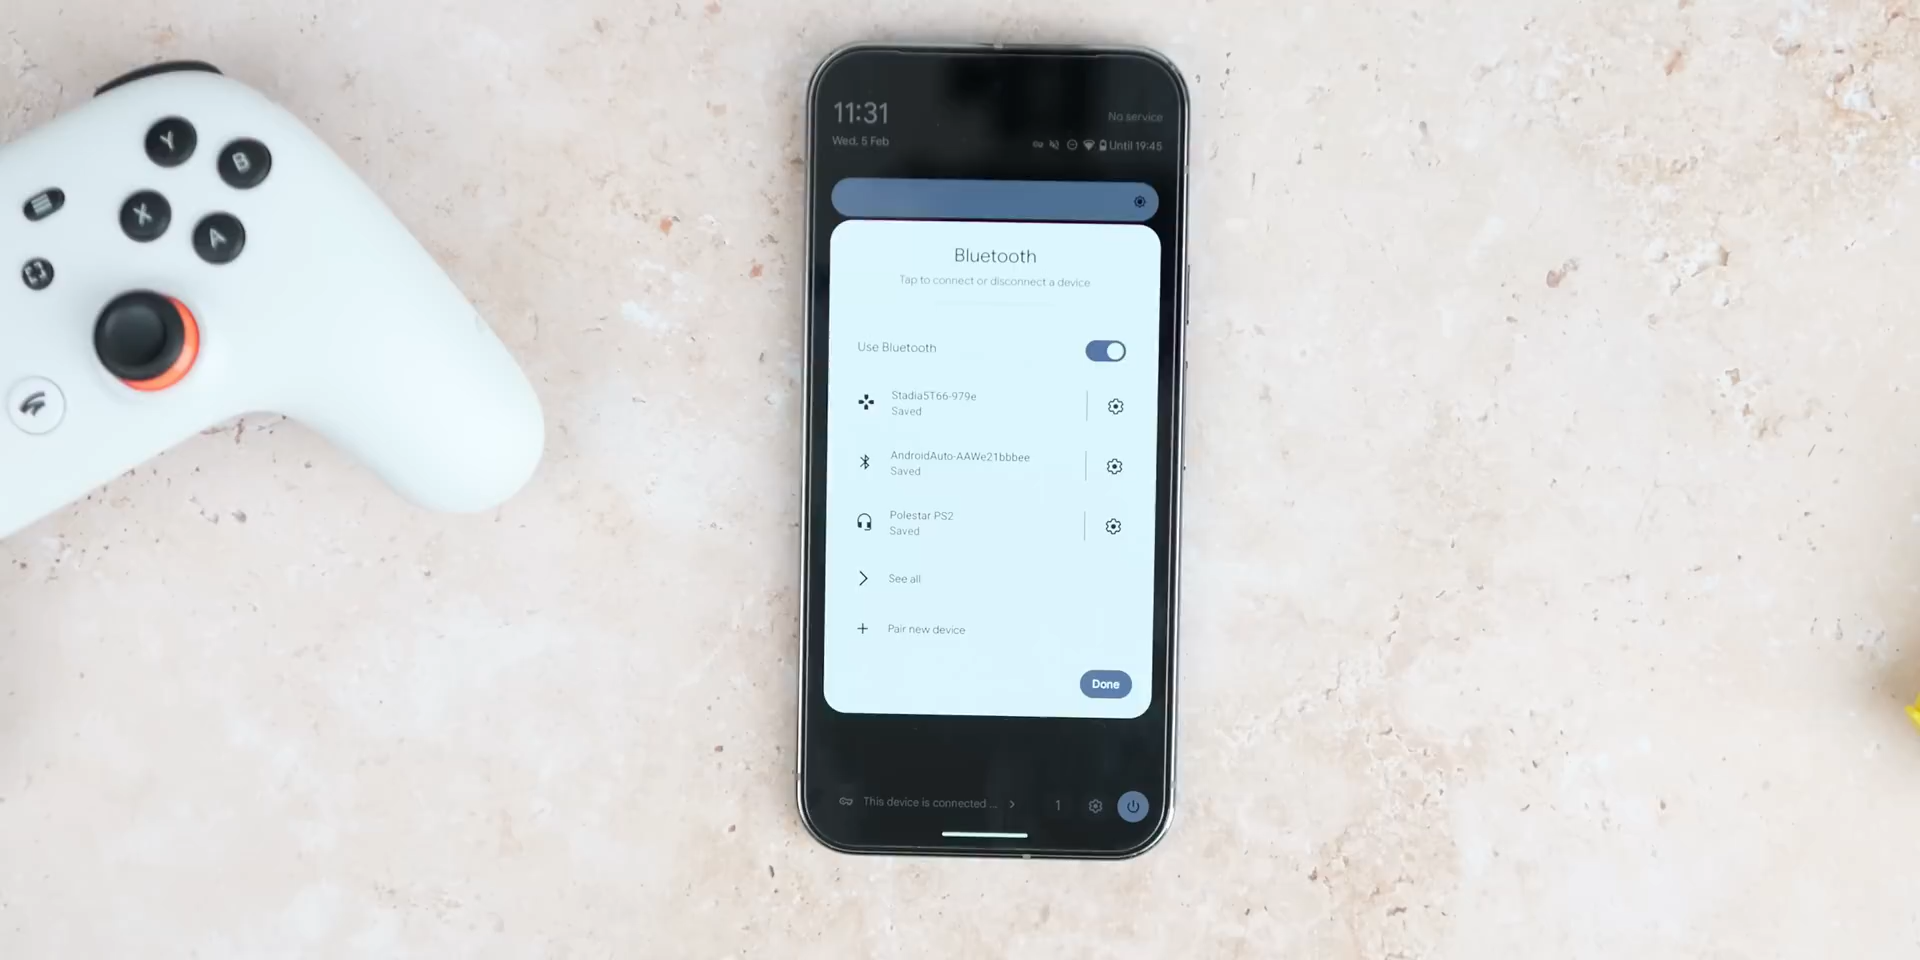 Y
B
X
A
11:31
No service
Wed, 5 Feb
Until 19:45
Bluetooth
Tap to connect or disconnect a device
Use Bluetooth
Stadia5T66-979e
Saved
AndroidAuto-AAWe21bbbee
Saved
Polestar PS2
Saved
See all
Pair new device
Done
This device is connected ...
1